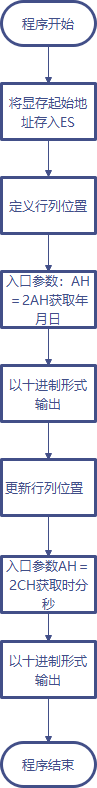 程序开始
将显存起始地
址存入ES
定义行列位置
入口参数：AH
＝2AH获取年
月日
以十进制形式
输出
更新行列位置
入口参数AH＝
2CH获取时分
秒
以十进制形式
输出
程序结束